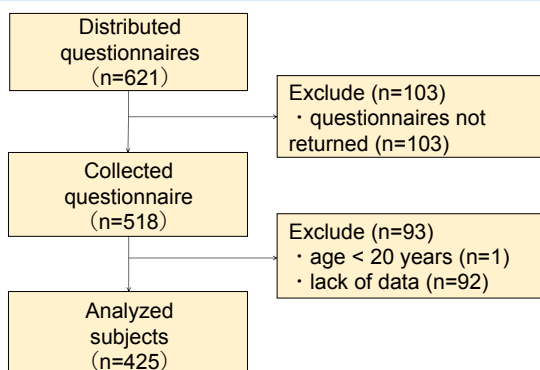 Distributed
questionnaires
（n=621）
Exclude (n=103)
・questionnaires not
returned (n=103)
Collected
questionnaire
（n=518）
Exclude (n=93)
・age < 20 years (n=1)
・lack of data (n=92)
Analyzed
subjects
（n=425）